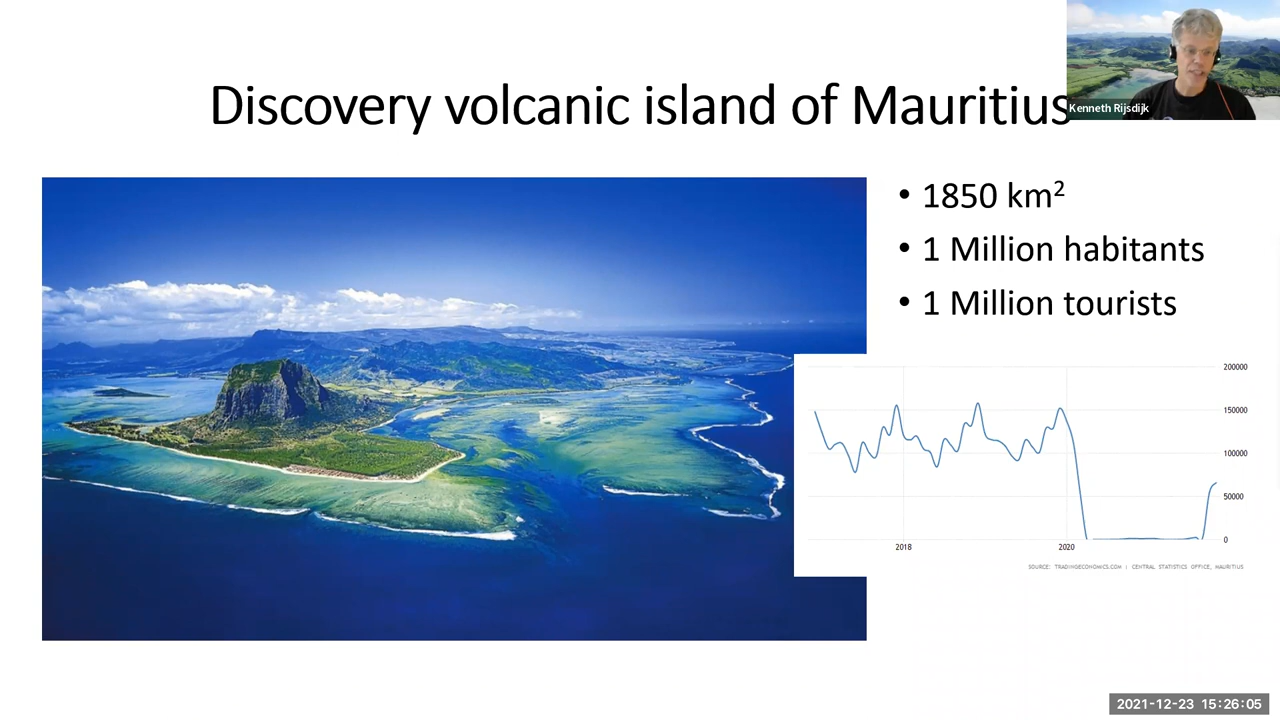 Discovery volcanic island of Mauritius
Kenneth Rijsdijk
• 1850 km²
• 1 Million habitants
• 1 Million tourists
200000
150000
100000
50000
0
2018 2020
SOURCE: TRADINGECONOMICS.COM | CENTRAL STATISTICS OFFICE, MAURITIUS
2021-12-23 15:26:05